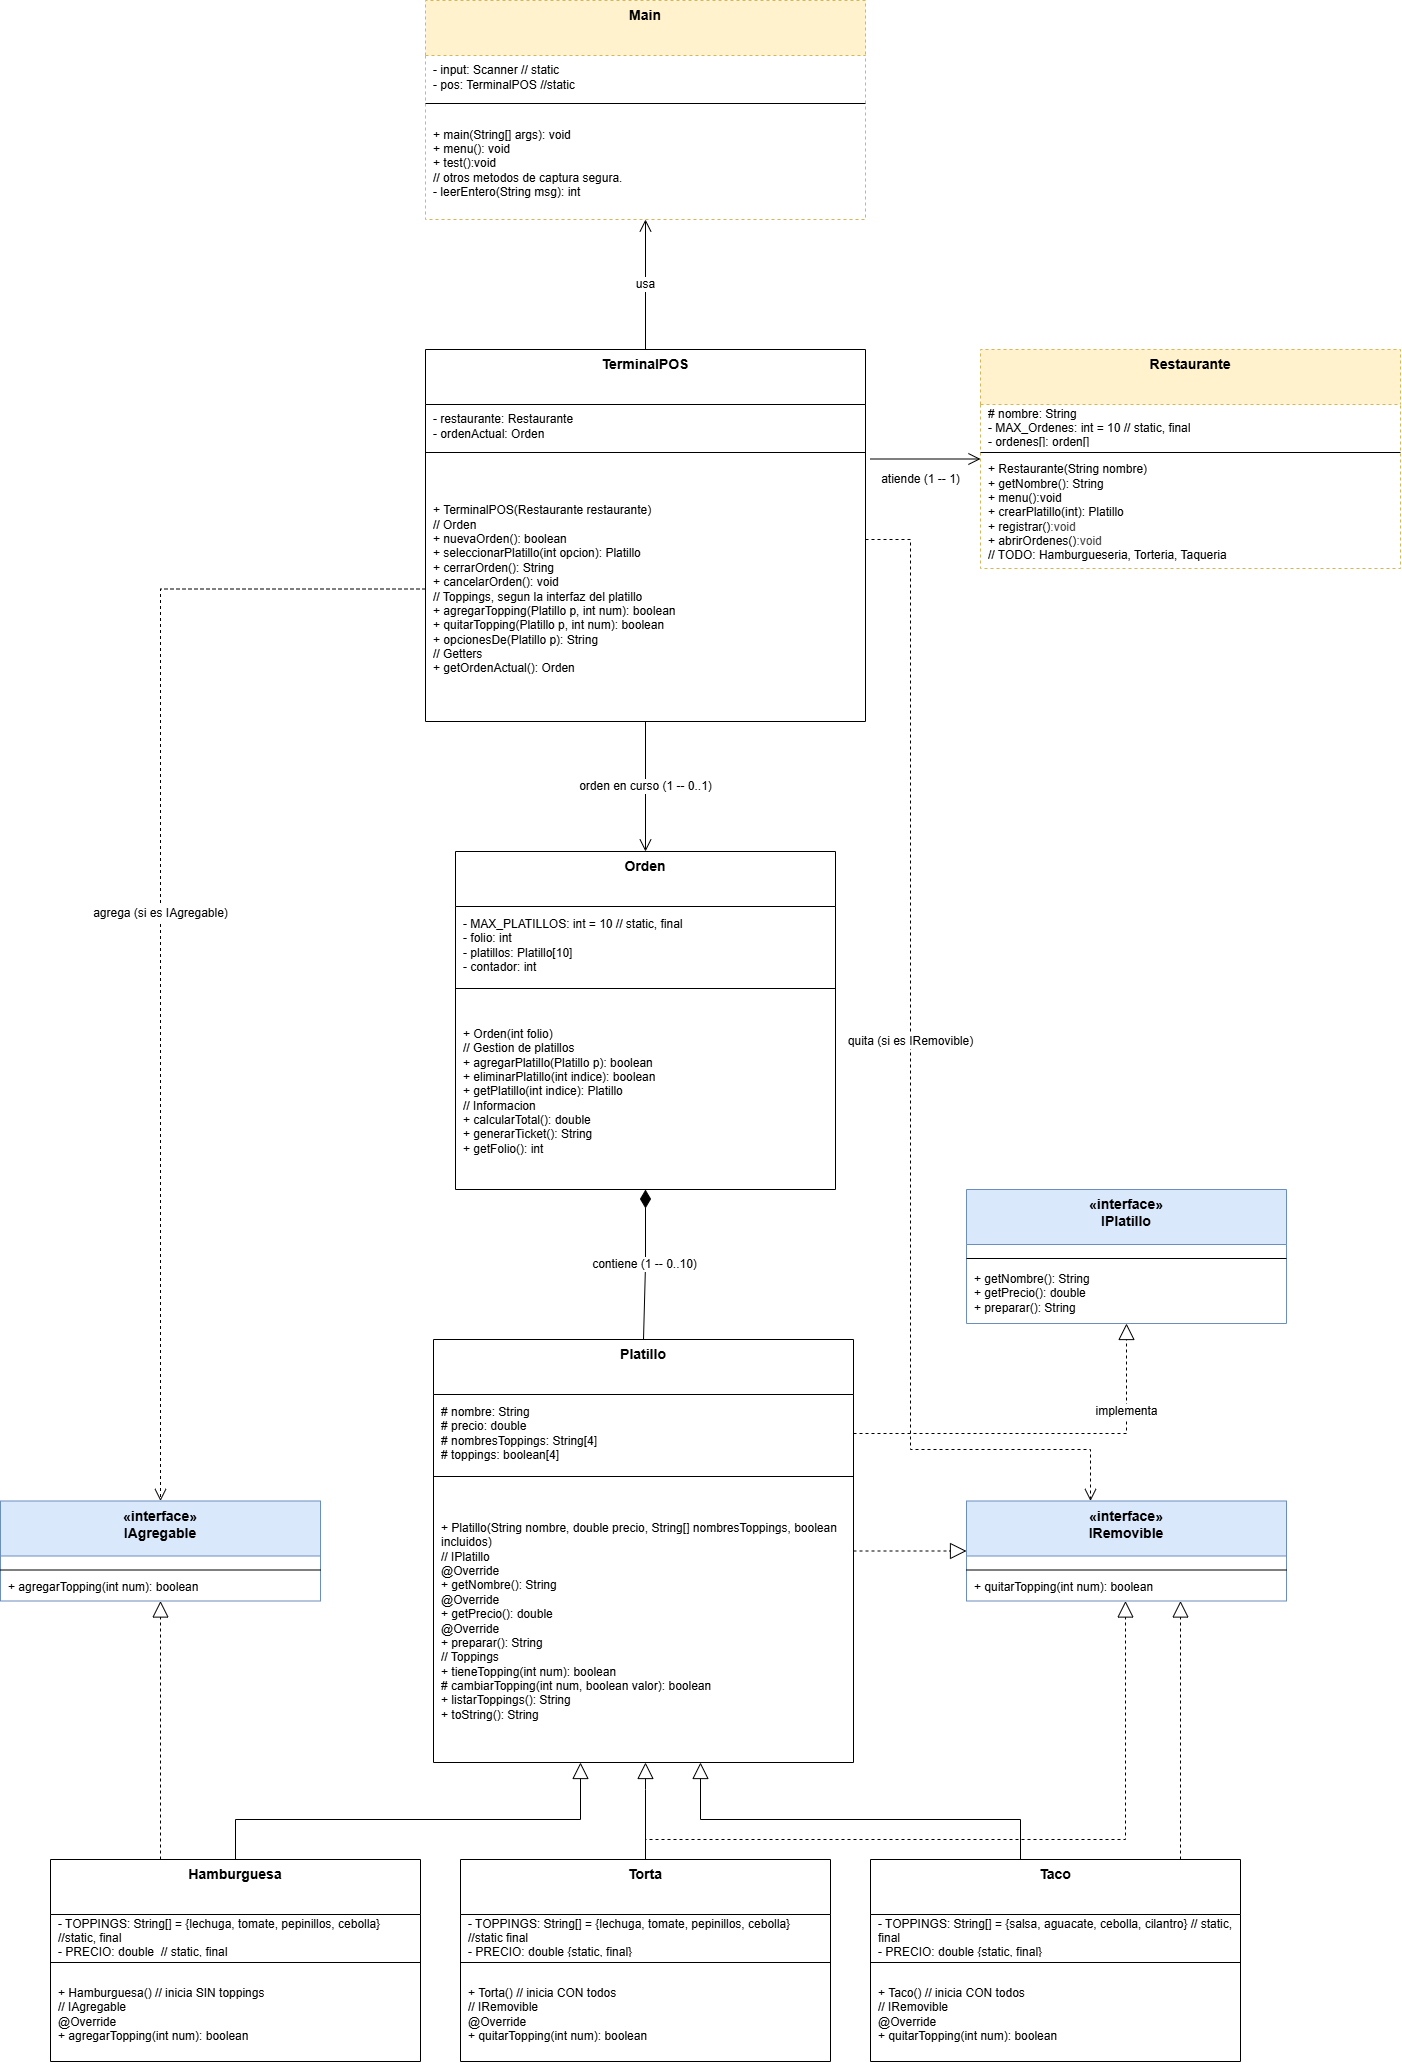 Main
- input: Scanner // static
- pos: TerminalPOS //static
+ main(String[] args): void
+ menu(): void
+ test():void
// otros metodos de captura segura.
- leerEntero(String msg): int
usa
TerminalPOS
- restaurante: Restaurante
- ordenActual: Orden
+ TerminalPOS(Restaurante restaurante)
// Orden
+ nuevaOrden(): boolean
+ seleccionarPlatillo(int opcion): Platillo
+ cerrarOrden(): String
+ cancelarOrden(): void
// Toppings, segun la interfaz del platillo
+ agregarTopping(Platillo p, int num): boolean
+ quitarTopping(Platillo p, int num): boolean
+ opcionesDe(Platillo p): String
// Getters
+ getOrdenActual(): Orden
atiende (1 -- 1)
Restaurante
# nombre: String
- MAX_Ordenes: int = 10 // static, final
- ordenes[]: orden[]
+ Restaurante(String nombre)
+ getNombre(): String
+ menu():void
+ crearPlatillo(int): Platillo
+ registrar():void
+ abrirOrdenes():void
// TODO: Hamburgueseria, Torteria, Taqueria
orden en curso (1 -- 0..1)
Orden
- MAX_PLATILLOS: int = 10 // static, final
- folio: int
- platillos: Platillo[10]
- contador: int
+ Orden(int folio)
// Gestion de platillos
+ agregarPlatillo(Platillo p): boolean
+ eliminarPlatillo(int indice): boolean
+ getPlatillo(int indice): Platillo
// Informacion
+ calcularTotal(): double
+ generarTicket(): String
+ getFolio(): int
agrega (si es IAgregable)
quita (si es IRemovible)
contiene (1 -- 0..10)
«interface»
IPlatillo
+ getNombre(): String
+ getPrecio(): double
+ preparar(): String
implementa
Platillo
# nombre: String
# precio: double
# nombresToppings: String[4]
# toppings: boolean[4]
+ Platillo(String nombre, double precio, String[] nombresToppings, boolean
incluidos)
// IPlatillo
@Override
+ getNombre(): String
@Override
+ getPrecio(): double
@Override
+ preparar(): String
// Toppings
+ tieneTopping(int num): boolean
# cambiarTopping(int num, boolean valor): boolean
+ listarToppings(): String
+ toString(): String
«interface»
IAgregable
+ agregarTopping(int num): boolean
«interface»
IRemovible
+ quitarTopping(int num): boolean
Hamburguesa
- TOPPINGS: String[] = {lechuga, tomate, pepinillos, cebolla}
//static, final
- PRECIO: double  // static, final
+ Hamburguesa() // inicia SIN toppings
// IAgregable
@Override
+ agregarTopping(int num): boolean
Torta
- TOPPINGS: String[] = {lechuga, tomate, pepinillos, cebolla}
//static final
- PRECIO: double {static, final}
+ Torta() // inicia CON todos
// IRemovible
@Override
+ quitarTopping(int num): boolean
Taco
- TOPPINGS: String[] = {salsa, aguacate, cebolla, cilantro} // static,
final
- PRECIO: double {static, final}
+ Taco() // inicia CON todos
// IRemovible
@Override
+ quitarTopping(int num): boolean